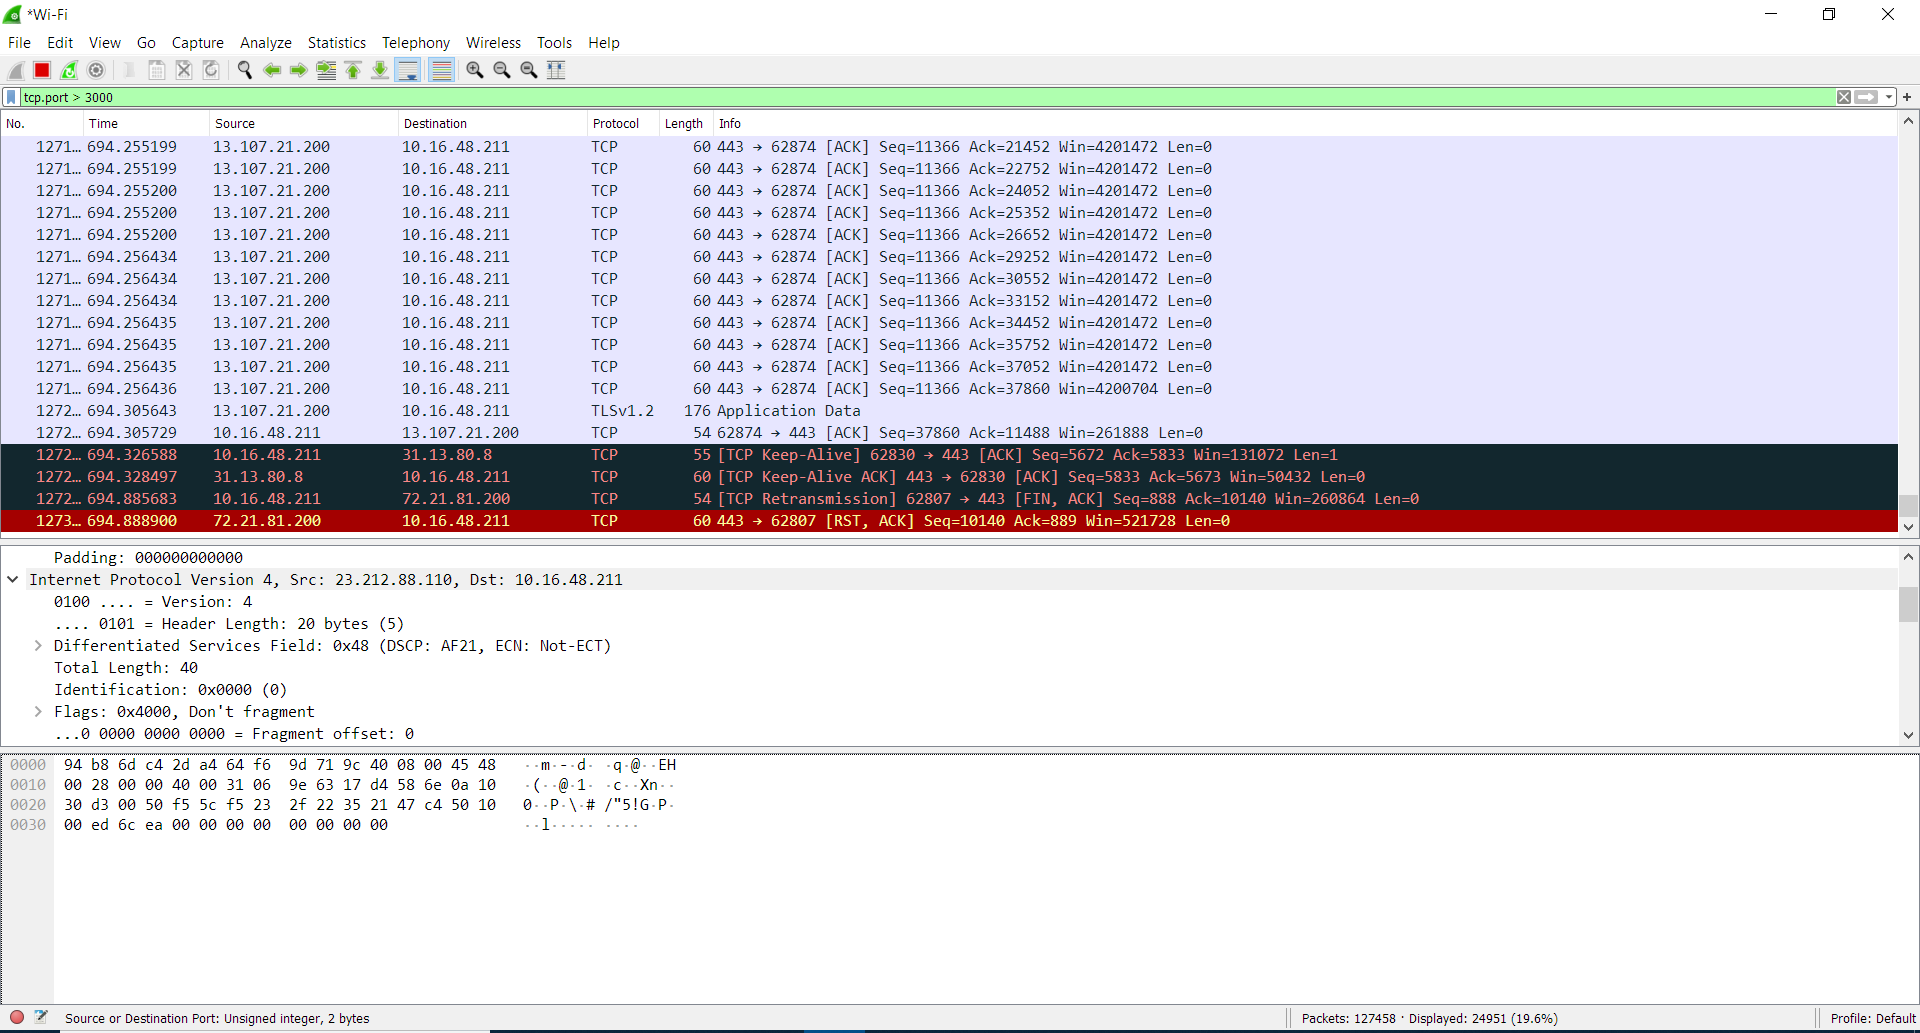 *Wi-Fi
File Edit View Go Capture Analyze Statistics Telephony Wireless Tools Help
tcp.port > 3000
No. Time Source Destination Protocol Length Info
1271… 694.255199 13.107.21.200 10.16.48.211 TCP 60 443 → 62874 [ACK] Seq=11366 Ack=21452 Win=4201472 Len=0
1271… 694.255199 13.107.21.200 10.16.48.211 TCP 60 443 → 62874 [ACK] Seq=11366 Ack=22752 Win=4201472 Len=0
1271… 694.255200 13.107.21.200 10.16.48.211 TCP 60 443 → 62874 [ACK] Seq=11366 Ack=24052 Win=4201472 Len=0
1271… 694.255200 13.107.21.200 10.16.48.211 TCP 60 443 → 62874 [ACK] Seq=11366 Ack=25352 Win=4201472 Len=0
1271… 694.255200 13.107.21.200 10.16.48.211 TCP 60 443 → 62874 [ACK] Seq=11366 Ack=26652 Win=4201472 Len=0
1271… 694.256434 13.107.21.200 10.16.48.211 TCP 60 443 → 62874 [ACK] Seq=11366 Ack=29252 Win=4201472 Len=0
1271… 694.256434 13.107.21.200 10.16.48.211 TCP 60 443 → 62874 [ACK] Seq=11366 Ack=30552 Win=4201472 Len=0
1271… 694.256434 13.107.21.200 10.16.48.211 TCP 60 443 → 62874 [ACK] Seq=11366 Ack=33152 Win=4201472 Len=0
1271… 694.256435 13.107.21.200 10.16.48.211 TCP 60 443 → 62874 [ACK] Seq=11366 Ack=34452 Win=4201472 Len=0
1271… 694.256435 13.107.21.200 10.16.48.211 TCP 60 443 → 62874 [ACK] Seq=11366 Ack=35752 Win=4201472 Len=0
1271… 694.256435 13.107.21.200 10.16.48.211 TCP 60 443 → 62874 [ACK] Seq=11366 Ack=37052 Win=4201472 Len=0
1271… 694.256436 13.107.21.200 10.16.48.211 TCP 60 443 → 62874 [ACK] Seq=11366 Ack=37860 Win=4200704 Len=0
1272… 694.305643 13.107.21.200 10.16.48.211 TLSv1.2 176 Application Data
1272… 694.305729 10.16.48.211 13.107.21.200 TCP 54 62874 → 443 [ACK] Seq=37860 Ack=11488 Win=261888 Len=0
1272… 694.326588 10.16.48.211 31.13.80.8 TCP 55 [TCP Keep-Alive] 62830 → 443 [ACK] Seq=5672 Ack=5833 Win=131072 Len=1
1272… 694.328497 31.13.80.8 10.16.48.211 TCP 60 [TCP Keep-Alive ACK] 443 → 62830 [ACK] Seq=5833 Ack=5673 Win=50432 Len=0
1272… 694.885683 10.16.48.211 72.21.81.200 TCP 54 [TCP Retransmission] 62807 → 443 [FIN, ACK] Seq=888 Ack=10140 Win=260864 Len=0
1273… 694.888900 72.21.81.200 10.16.48.211 TCP 60 443 → 62807 [RST, ACK] Seq=10140 Ack=889 Win=521728 Len=0
Padding: 000000000000
Internet Protocol Version 4, Src: 23.212.88.110, Dst: 10.16.48.211
0100 .... = Version: 4
.... 0101 = Header Length: 20 bytes (5)
Differentiated Services Field: 0x48 (DSCP: AF21, ECN: Not-ECT)
Total Length: 40
Identification: 0x0000 (0)
Flags: 0x4000, Don't fragment
...0 0000 0000 0000 = Fragment offset: 0
0000 94 b8 6d c4 2d a4 64 f6 9d 71 9c 40 08 00 45 48 ··m·-·d· ·q·@··EH
0010 00 28 00 00 40 00 31 06 9e 63 17 d4 58 6e 0a 10 ·(··@·1· ·c··Xn··
0020 30 d3 00 50 f5 5c f5 23 2f 22 35 21 47 c4 50 10 0··P·\·# /"5!G·P·
0030 00 ed 6c ea 00 00 00 00 00 00 00 00 ··l····· ····
Source or Destination Port: Unsigned integer, 2 bytes
Packets: 127458 · Displayed: 24951 (19.6%)
Profile: Default